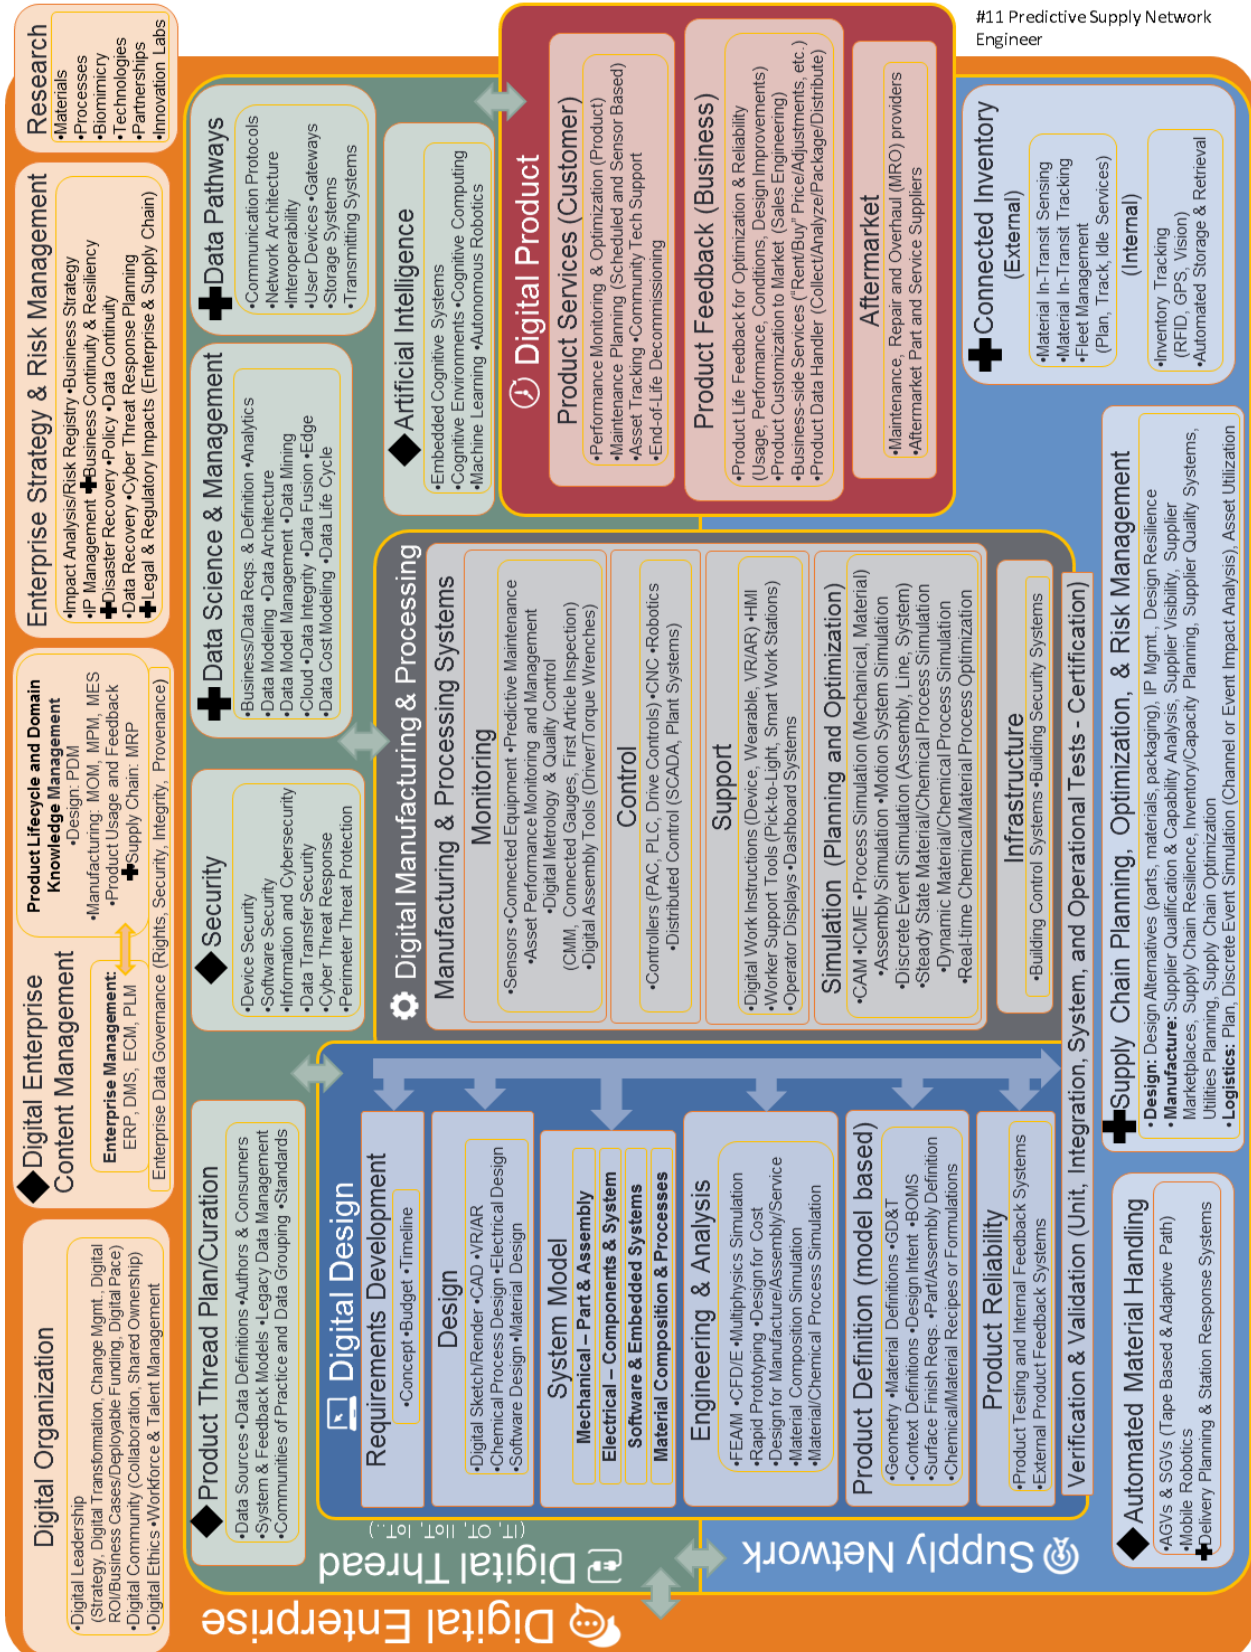 #11 Predictive Supply Network
Engineer
Digital Enterprise
Digital Organization
•Digital Leadership
(Strategy, Digital Transformation, Change Mgmt., Digital
ROI/Business Cases/Deployable Funding, Digital Pace)
•Digital Community (Collaboration, Shared Ownership)
•Digital Ethics •Workforce & Talent Management
Digital Enterprise
Content Management
Enterprise Management:
ERP, DMS, ECM, PLM
Product Lifecycle and Domain
Knowledge Management
•Design: PDM
•Manufacturing: MOM, MPM, MES
•Product Usage and Feedback
Supply Chain: MRP
Enterprise Data Governance (Rights, Security, Integrity, Provenance)
Enterprise Strategy & Risk Management
•Impact Analysis/Risk Registry •Business Strategy
•IP Management Business Continuity & Resiliency
Disaster Recovery •Policy •Data Continuity
•Data Recovery •Cyber Threat Response Planning
Legal & Regulatory Impacts (Enterprise & Supply Chain)
Research
•Materials
•Processes
•Biomimicry
•Technologies
•Partnerships
•Innovation Labs
Digital Thread
(IT, OT, IIoT, IoT...)
Product Thread Plan/Curation
•Data Sources •Data Definitions •Authors & Consumers
•System & Feedback Models •Legacy Data Management
•Communities of Practice and Data Grouping •Standards
Security
•Device Security
•Software Security
•Information and Cybersecurity
•Data Transfer Security
•Cyber Threat Response
•Perimeter Threat Protection
Data Science & Management
•Business/Data Reqs. & Definition •Analytics
•Data Modeling •Data Architecture
•Data Model Management •Data Mining
•Cloud •Data Integrity •Data Fusion •Edge
•Data Cost Modeling •Data Life Cycle
Data Pathways
•Communication Protocols
•Network Architecture
•Interoperability
•User Devices •Gateways
•Storage Systems
•Transmitting Systems
Artificial Intelligence
•Embedded Cognitive Systems
•Cognitive Environments •Cognitive Computing
•Machine Learning •Autonomous Robotics
Digital Design
Requirements Development
•Concept •Budget •Timeline
Design
•Digital Sketch/Render •CAD •VR/AR
•Chemical Process Design •Electrical Design
•Software Design •Material Design
System Model
Mechanical – Part & Assembly
Electrical – Components & System
Software & Embedded Systems
Material Composition & Processes
Engineering & Analysis
•FEA/M •CFD/E •Multiphysics Simulation
•Rapid Prototyping •Design for Cost
•Design for Manufacture/Assembly/Service
•Material Composition Simulation
•Material/Chemical Process Simulation
Product Definition (model based)
•Geometry •Material Definitions •GD&T
•Context Definitions •Design Intent •BOMS
•Surface Finish Reqs. •Part/Assembly Definition
•Chemical/Material Recipes or Formulations
Product Reliability
•Product Testing and Internal Feedback Systems
•External Product Feedback Systems
Digital Manufacturing & Processing
Manufacturing & Processing Systems
Monitoring
•Sensors •Connected Equipment •Predictive Maintenance
•Asset Performance Monitoring and Management
•Digital Metrology & Quality Control
(CMM, Connected Gauges, First Article Inspection)
•Digital Assembly Tools (Driver/Torque Wrenches)
Control
•Controllers (PAC, PLC, Drive Controls) •CNC •Robotics
•Distributed Control (SCADA, Plant Systems)
Support
•Digital Work Instructions (Device, Wearable, VR/AR) •HMI
•Worker Support Tools (Pick-to-Light, Smart Work Stations)
•Operator Displays •Dashboard Systems
Simulation (Planning and Optimization)
•CAM •ICME •Process Simulation (Mechanical, Material)
•Assembly Simulation •Motion System Simulation
•Discrete Event Simulation (Assembly, Line, System)
•Steady State Material/Chemical Process Simulation
•Dynamic Material/Chemical Process Simulation
•Real-time Chemical/Material Process Optimization
Infrastructure
•Building Control Systems •Building Security Systems
Verification & Validation (Unit, Integration, System, and Operational Tests - Certification)
Digital Product
Product Services (Customer)
•Performance Monitoring & Optimization (Product)
•Maintenance Planning (Scheduled and Sensor Based)
•Asset Tracking •Community Tech Support
•End-of-Life Decommissioning
Product Feedback (Business)
•Product Life Feedback for Optimization & Reliability
(Usage, Performance, Conditions, Design Improvements)
•Product Customization to Market (Sales Engineering)
•Business-side Services (“Rent/Buy” Price/Adjustments, etc.)
•Product Data Handler (Collect/Analyze/Package/Distribute)
Aftermarket
•Maintenance, Repair and Overhaul (MRO) providers
•Aftermarket Part and Service Suppliers
Supply Network
Automated Material Handling
•AGVs & SGVs (Tape Based & Adaptive Path)
•Mobile Robotics
Delivery Planning & Station Response Systems
Supply Chain Planning, Optimization, & Risk Management
•Design: Design Alternatives (parts, materials, packaging), IP Mgmt., Design Resilience
•Manufacture: Supplier Qualification & Capability Analysis, Supplier Visibility, Supplier
Marketplaces, Supply Chain Resilience, Inventory/Capacity Planning, Supplier Quality Systems,
Utilities Planning, Supply Chain Optimization
•Logistics: Plan, Discrete Event Simulation (Channel or Event Impact Analysis), Asset Utilization
Connected Inventory
(External)
•Material In-Transit Sensing
•Material In-Transit Tracking
•Fleet Management
(Plan, Track, Idle Services)
(Internal)
•Inventory Tracking
(RFID, GPS, Vision)
•Automated Storage & Retrieval